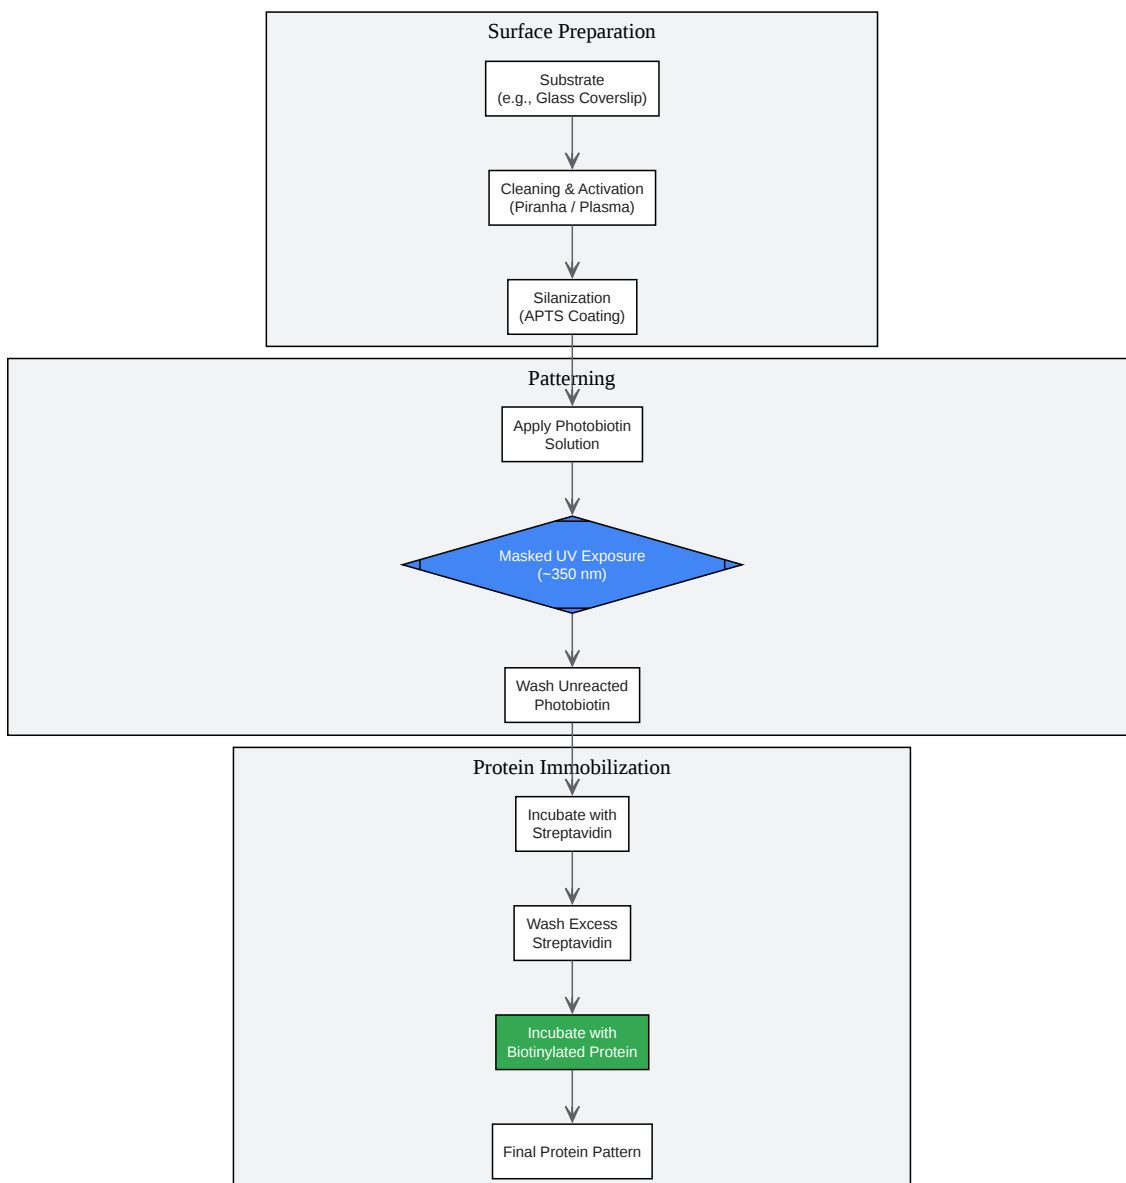 Surface Preparation
Substrate
(e.g., Glass Coverslip)
Cleaning & Activation
(Piranha / Plasma)
Silanization
(APTS Coating)
Patterning
Apply Photobiotin
Solution
Masked UV Exposure
(~350 nm)
Wash Unreacted
Photobiotin
Protein Immobilization
Incubate with
Streptavidin
Wash Excess
Streptavidin
Incubate with
Biotinylated Protein
Final Protein Pattern